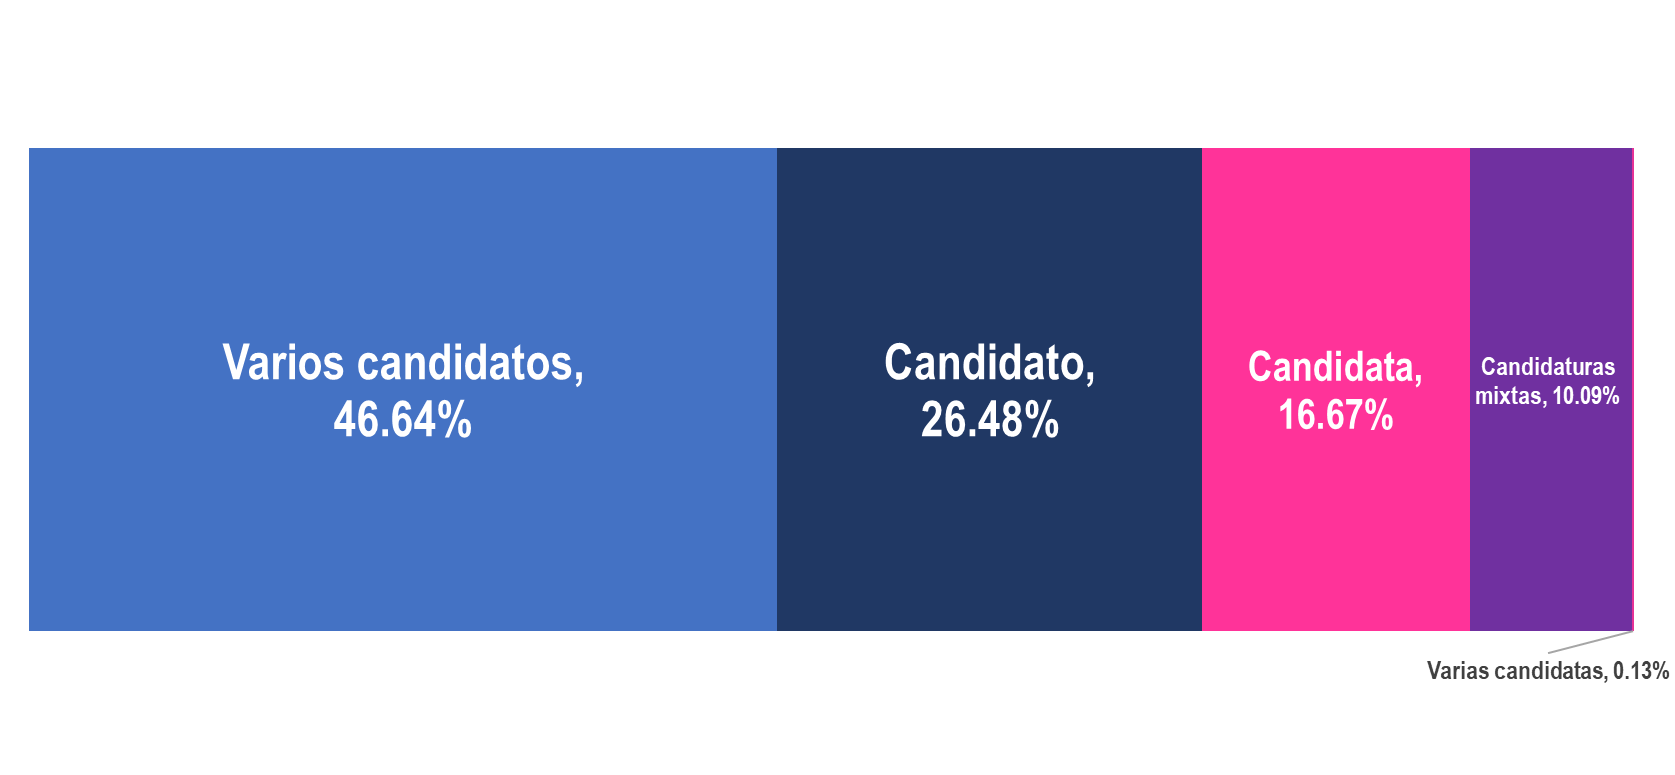 Varios candidatos,
46.64%
Candidato,
26.48%
Candidata,
16.67%
Candidaturas
mixtas, 10.09%
Varias candidatas, 0.13%